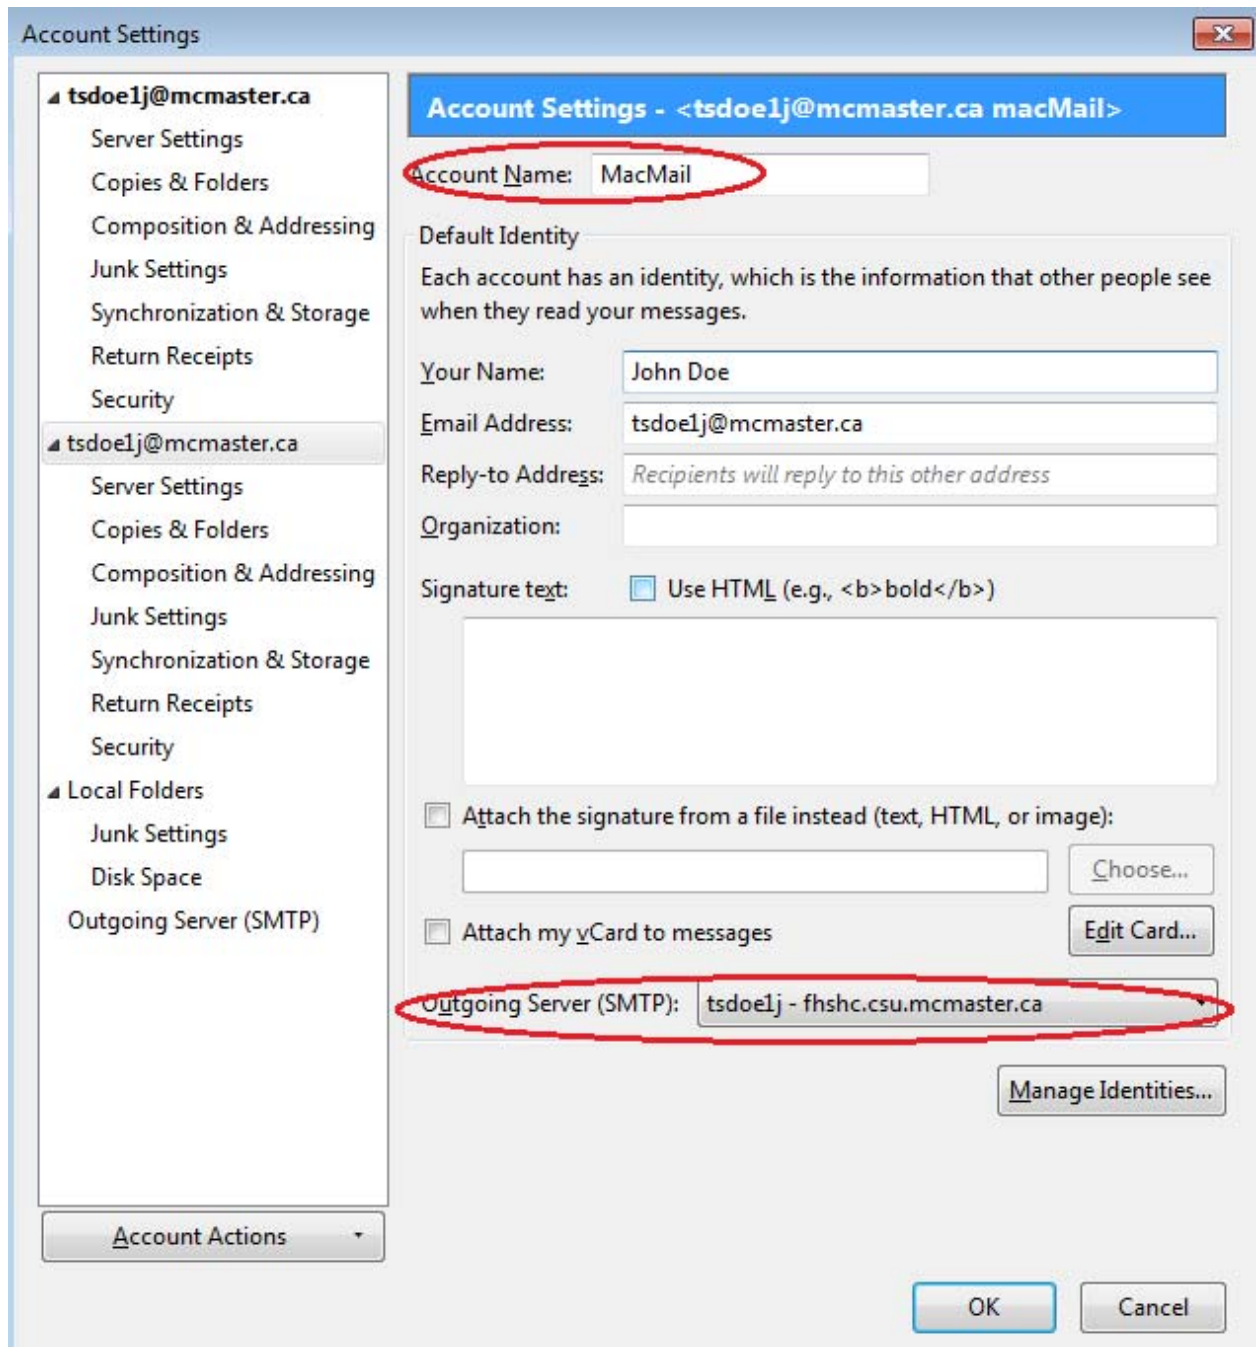 Account Settings
tsdoe1j@mcmaster.ca
Server Settings
Copies & Folders
Composition & Addressing
Junk Settings
Synchronization & Storage
Return Receipts
Security
tsdoe1j@mcmaster.ca
Server Settings
Copies & Folders
Composition & Addressing
Junk Settings
Synchronization & Storage
Return Receipts
Security
Local Folders
Junk Settings
Disk Space
Outgoing Server (SMTP)
Account Actions
Account Settings - <tsdoe1j@mcmaster.ca macMail>
Account Name: MacMail
Default Identity
Each account has an identity, which is the information that other people see
when they read your messages.
Your Name: John Doe
Email Address: tsdoe1j@mcmaster.ca
Reply-to Address: Recipients will reply to this other address
Organization:
Signature text: Use HTML (e.g., <b>bold</b>)
Attach the signature from a file instead (text, HTML, or image):
Choose...
Attach my vCard to messages
Edit Card...
Outgoing Server (SMTP): tsdoe1j - fhshc.csu.mcmaster.ca
Manage Identities...
OK
Cancel